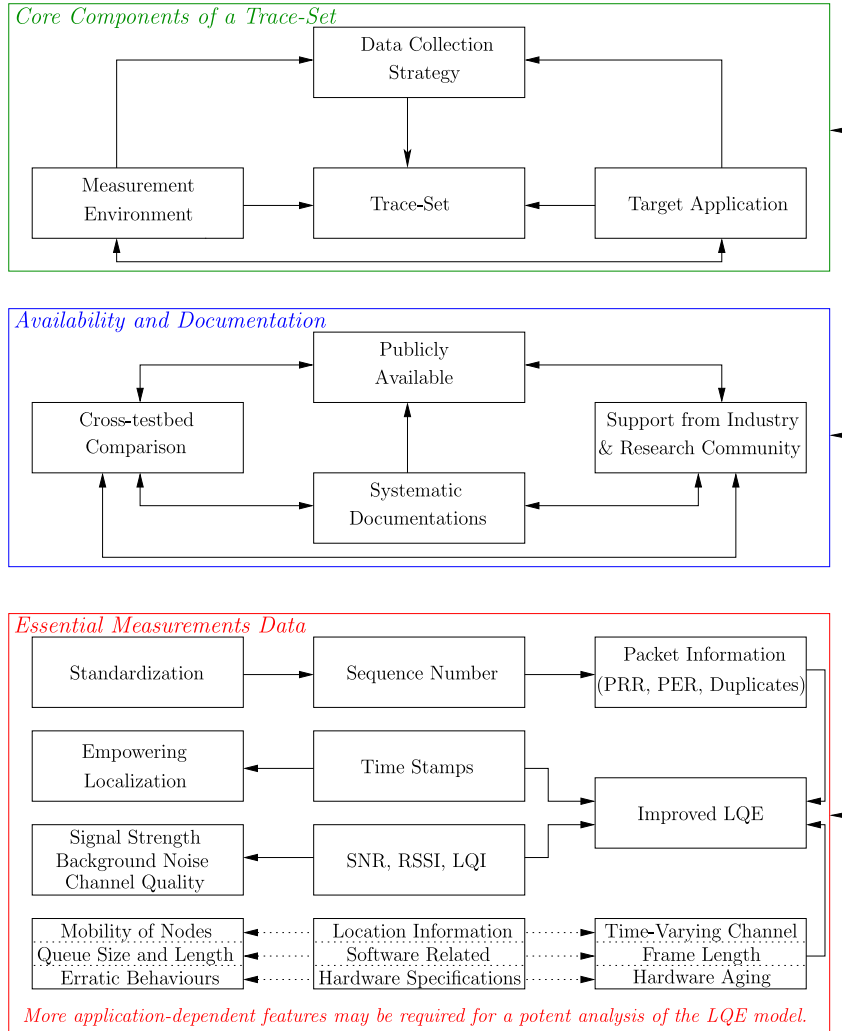 Core Components of a Trace-Set
Data Collection
Strategy
Measurement
Environment
Trace-Set
Target Application
Availability and Documentation
Publicly
Available
Cross-testbed
Comparison
Support from Industry
& Research Community
Systematic
Documentations
Essential Measurements Data
Standardization
Sequence Number
Packet Information
(PRR, PER, Duplicates)
Empowering
Localization
Time Stamps
Improved LQE
Signal Strength
Background Noise
Channel Quality
SNR, RSSI, LQI
Mobility of Nodes
Location Information
Time-Varying Channel
Queue Size and Length
Software Related
Frame Length
Erratic Behaviours
Hardware Specifications
Hardware Aging
More application-dependent features may be required for a potent analysis of the LQE model.